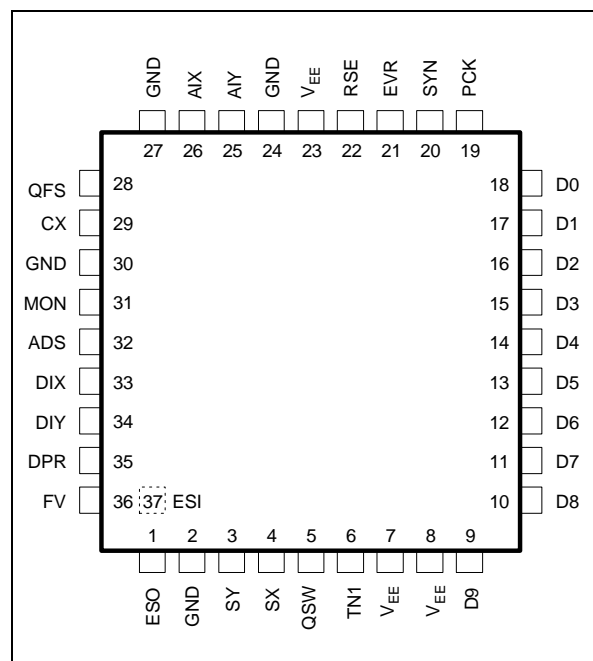 GND AIX AIY GND VEE RSE EVR SYN PCK
27 26 25 24 23 22 21 20 19
QFS 28 18 D0
CX 29 17 D1
GND 30 16 D2
MON 31 15 D3
ADS 32 14 D4
DIX 33 13 D5
DIY 34 12 D6
DPR 35 11 D7
FV 36 37 ESI 10 D8
1 2 3 4 5 6 7 8 9
ESO GND SY SX QSW TN1 VEE VEE D9